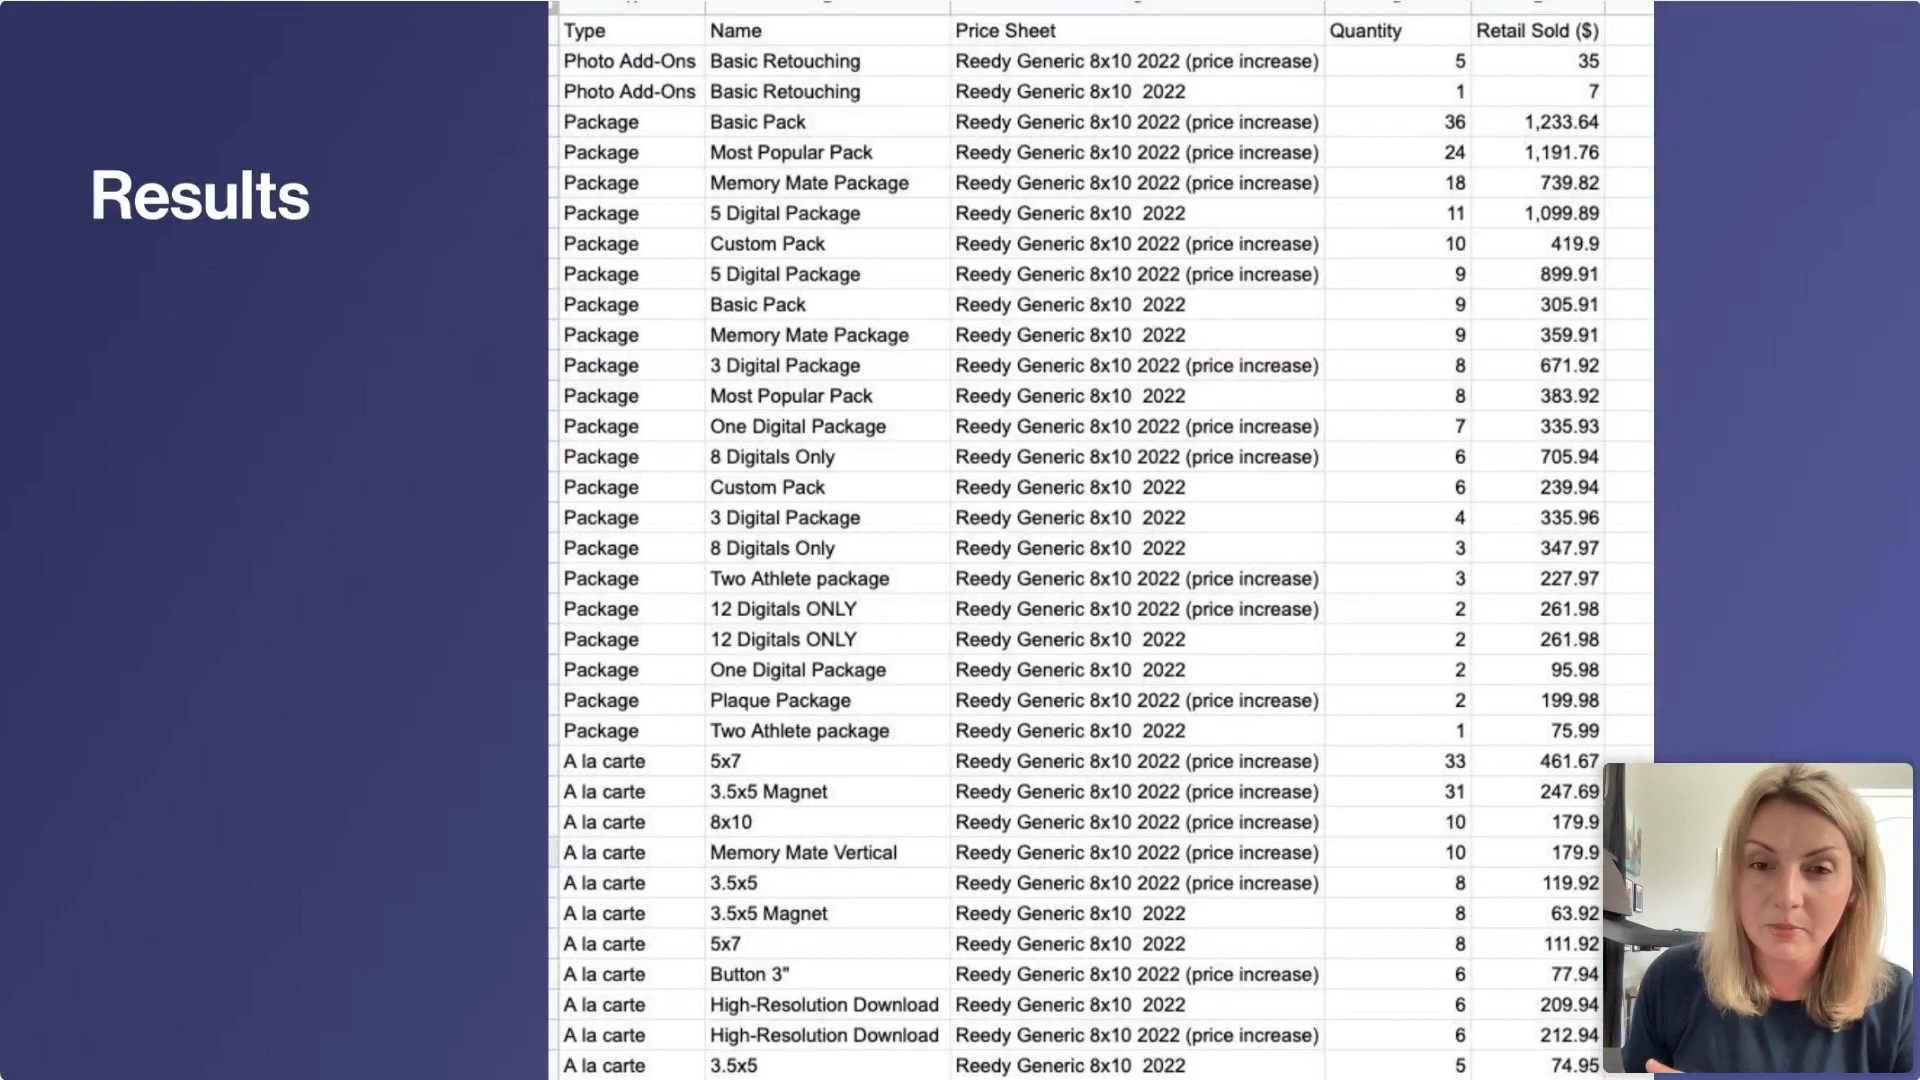 Results
Type Name Price Sheet Quantity Retail Sold ($)
Photo Add-Ons Basic Retouching Reedy Generic 8x10 2022 (price increase) 5 35
Photo Add-Ons Basic Retouching Reedy Generic 8x10  2022 1 7
Package Basic Pack Reedy Generic 8x10 2022 (price increase) 36 1,233.64
Package Most Popular Pack Reedy Generic 8x10 2022 (price increase) 24 1,191.76
Package Memory Mate Package Reedy Generic 8x10 2022 (price increase) 18 739.82
Package 5 Digital Package Reedy Generic 8x10  2022 11 1,099.89
Package Custom Pack Reedy Generic 8x10 2022 (price increase) 10 419.9
Package 5 Digital Package Reedy Generic 8x10 2022 (price increase) 9 899.91
Package Basic Pack Reedy Generic 8x10  2022 9 305.91
Package Memory Mate Package Reedy Generic 8x10  2022 9 359.91
Package 3 Digital Package Reedy Generic 8x10 2022 (price increase) 8 671.92
Package Most Popular Pack Reedy Generic 8x10  2022 8 383.92
Package One Digital Package Reedy Generic 8x10 2022 (price increase) 7 335.93
Package 8 Digitals Only Reedy Generic 8x10 2022 (price increase) 6 705.94
Package Custom Pack Reedy Generic 8x10  2022 6 239.94
Package 3 Digital Package Reedy Generic 8x10  2022 4 335.96
Package 8 Digitals Only Reedy Generic 8x10  2022 3 347.97
Package Two Athlete package Reedy Generic 8x10 2022 (price increase) 3 227.97
Package 12 Digitals ONLY Reedy Generic 8x10 2022 (price increase) 2 261.98
Package 12 Digitals ONLY Reedy Generic 8x10  2022 2 261.98
Package One Digital Package Reedy Generic 8x10  2022 2 95.98
Package Plaque Package Reedy Generic 8x10 2022 (price increase) 2 199.98
Package Two Athlete package Reedy Generic 8x10  2022 1 75.99
A la carte 5x7 Reedy Generic 8x10 2022 (price increase) 33 461.67
A la carte 3.5x5 Magnet Reedy Generic 8x10 2022 (price increase) 31 247.69
A la carte 8x10 Reedy Generic 8x10 2022 (price increase) 10 179.9
A la carte Memory Mate Vertical Reedy Generic 8x10 2022 (price increase) 10 179.9
A la carte 3.5x5 Reedy Generic 8x10 2022 (price increase) 8 119.92
A la carte 3.5x5 Magnet Reedy Generic 8x10  2022 8 63.92
A la carte 5x7 Reedy Generic 8x10  2022 8 111.92
A la carte Button 3" Reedy Generic 8x10 2022 (price increase) 6 77.94
A la carte High-Resolution Download Reedy Generic 8x10  2022 6 209.94
A la carte High-Resolution Download Reedy Generic 8x10 2022 (price increase) 6 212.94
A la carte 3.5x5 Reedy Generic 8x10  2022 5 74.95